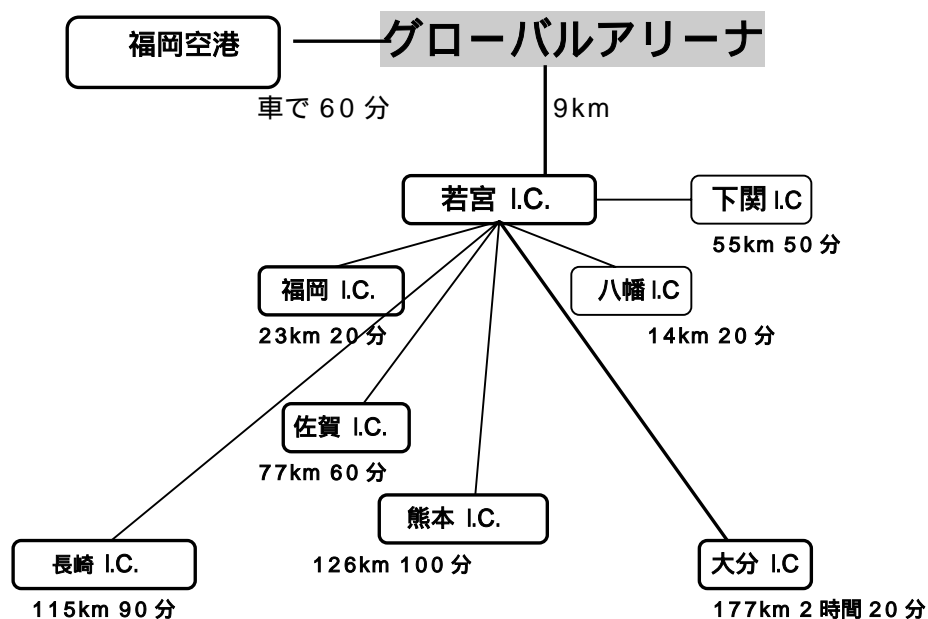 福岡空港
グローバルアリーナ
車で 60 分
9km
若宮 I.C.
下関 I.C
55km 50 分
福岡 I.C.
八幡 I.C
23km 20 分
14km 20 分
佐賀 I.C.
77km 60 分
熊本 I.C.
126km 100 分
長崎 I.C.
大分 I.C
115km 90 分
177km 2 時間 20 分